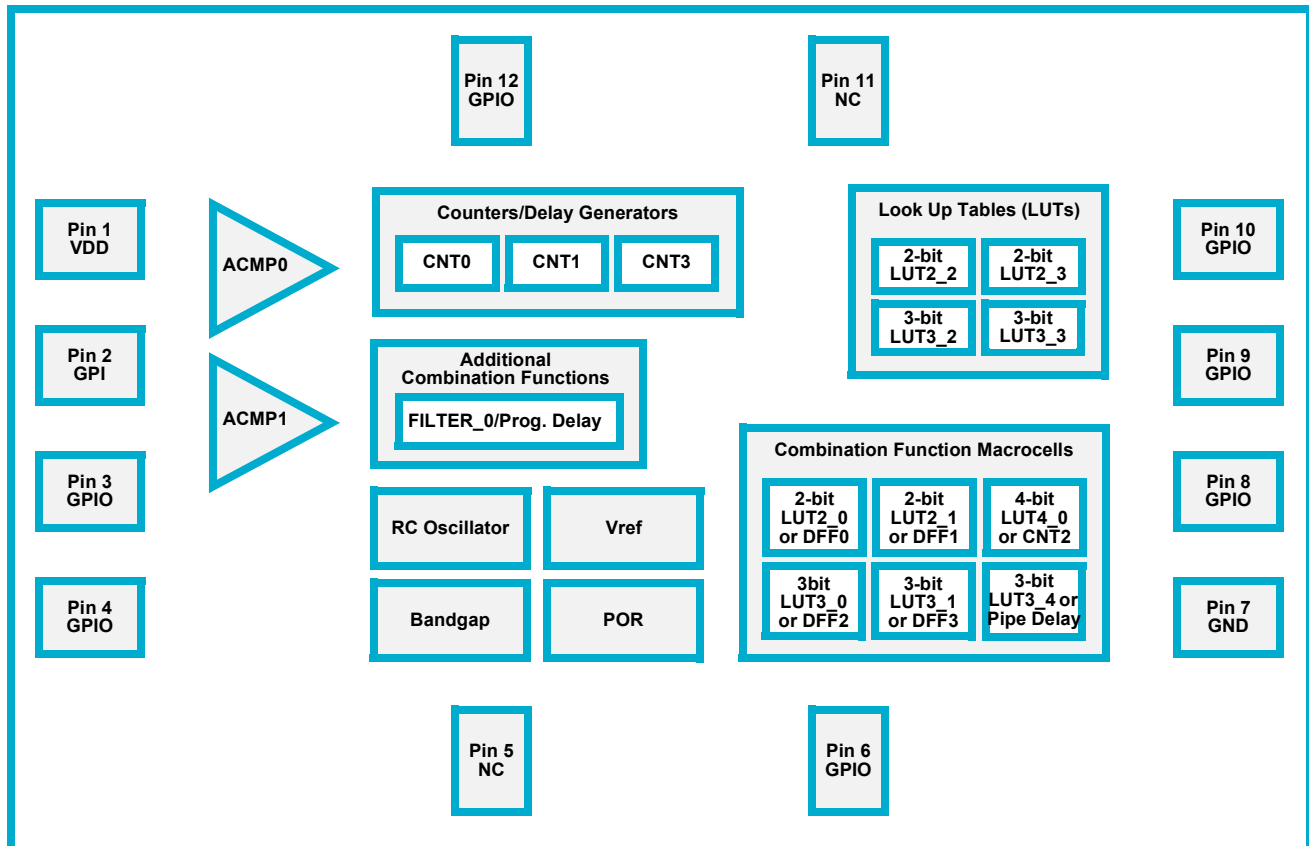 Pin 12
GPIO
Pin 11
NC
Pin 1
VDD
Pin 2
GPI
Pin 3
GPIO
Pin 4
GPIO
ACMP0
ACMP1
Counters/Delay Generators
CNT0
CNT1
CNT3
Additional
Combination Functions
FILTER_0/Prog. Delay
RC Oscillator
Vref
Bandgap
POR
Look Up Tables (LUTs)
2-bit
LUT2_2
2-bit
LUT2_3
3-bit
LUT3_2
3-bit
LUT3_3
Combination Function Macrocells
2-bit
LUT2_0
or DFF0
2-bit
LUT2_1
or DFF1
4-bit
LUT4_0
or CNT2
3bit
LUT3_0
or DFF2
3-bit
LUT3_1
or DFF3
3-bit
LUT3_4 or
Pipe Delay
Pin 10
GPIO
Pin 9
GPIO
Pin 8
GPIO
Pin 7
GND
Pin 5
NC
Pin 6
GPIO